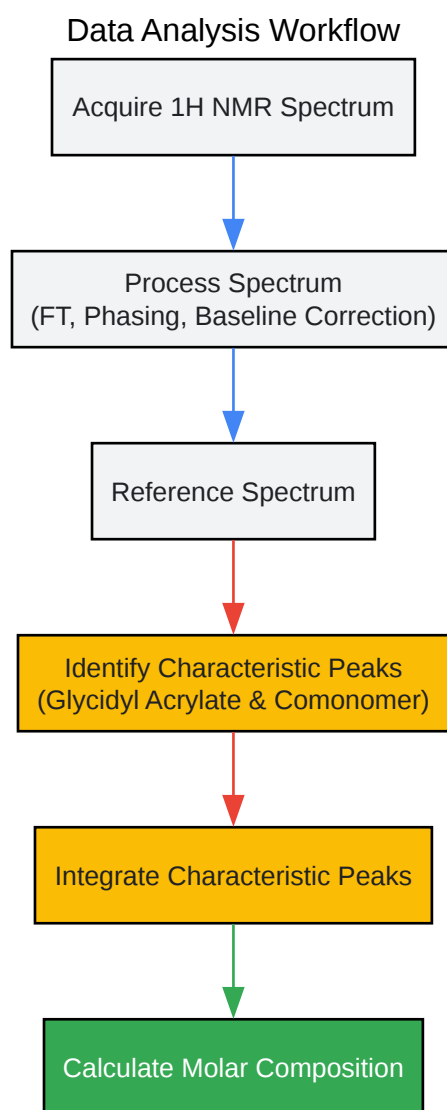 Data Analysis Workflow
Acquire 1H NMR Spectrum
Process Spectrum
(FT, Phasing, Baseline Correction)
Reference Spectrum
Identify Characteristic Peaks
(Glycidyl Acrylate & Comonomer)
Integrate Characteristic Peaks
Calculate Molar Composition